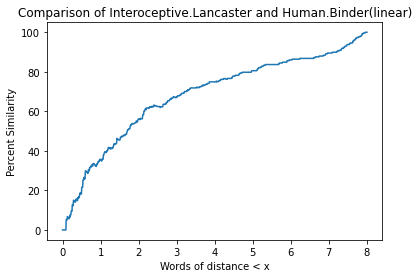 Comparison of Interoceptive.Lancaster and Human.Binder(linear)
100
80
60
40
20
0
Percent Similarity
0 1 2 3 4 5 6 7 8
Words of distance < x